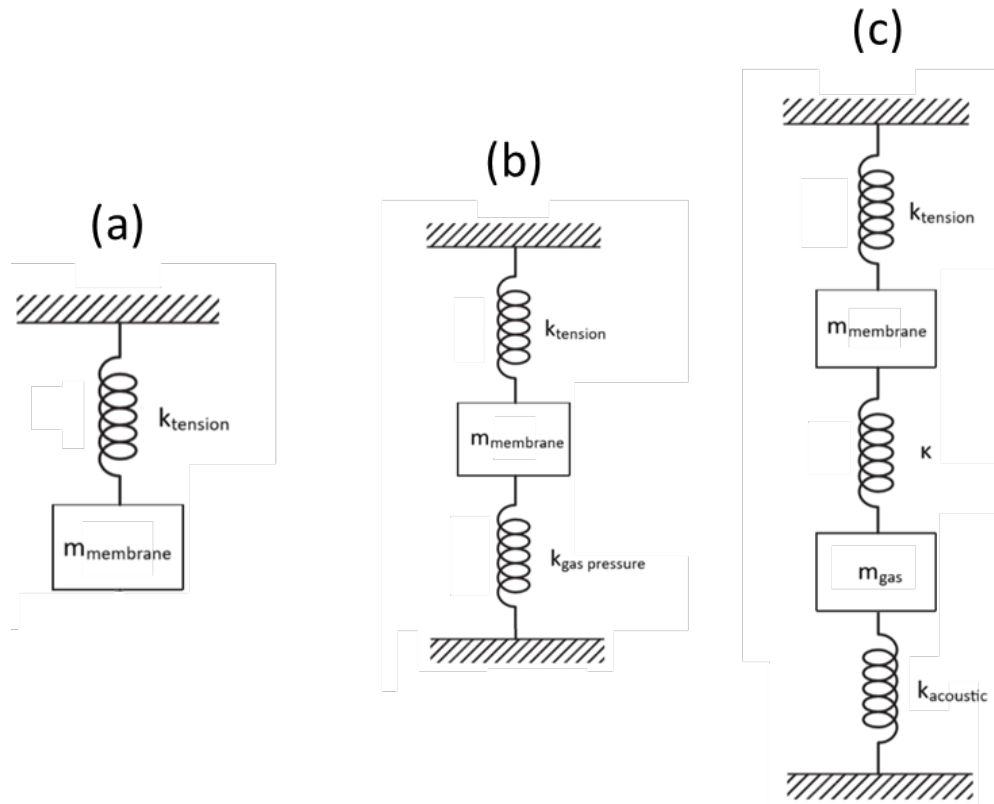 (a)
k_tension
m_membrane
(b)
k_tension
m_membrane
k_gas pressure
(c)
k_tension
m_membrane
κ
m_gas
k_acoustic